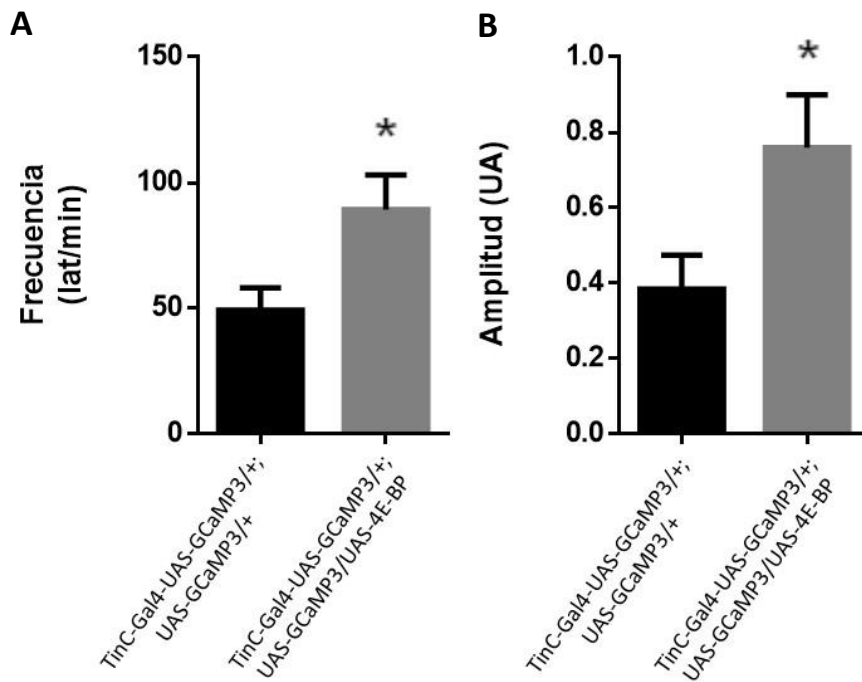 A
Frecuencia
(lat/min)
150
100
50
0
*
TinC-Gal4-UAS-GCaMP3/+;
UAS-GCaMP3/+
TinC-Gal4-UAS-GCaMP3/+;
UAS-GCaMP3/UAS-4E-BP
B
Amplitud (UA)
1.0
0.8
0.6
0.4
0.2
0.0
*
TinC-Gal4-UAS-GCaMP3/+;
UAS-GCaMP3/+
TinC-Gal4-UAS-GCaMP3/+;
UAS-GCaMP3/UAS-4E-BP